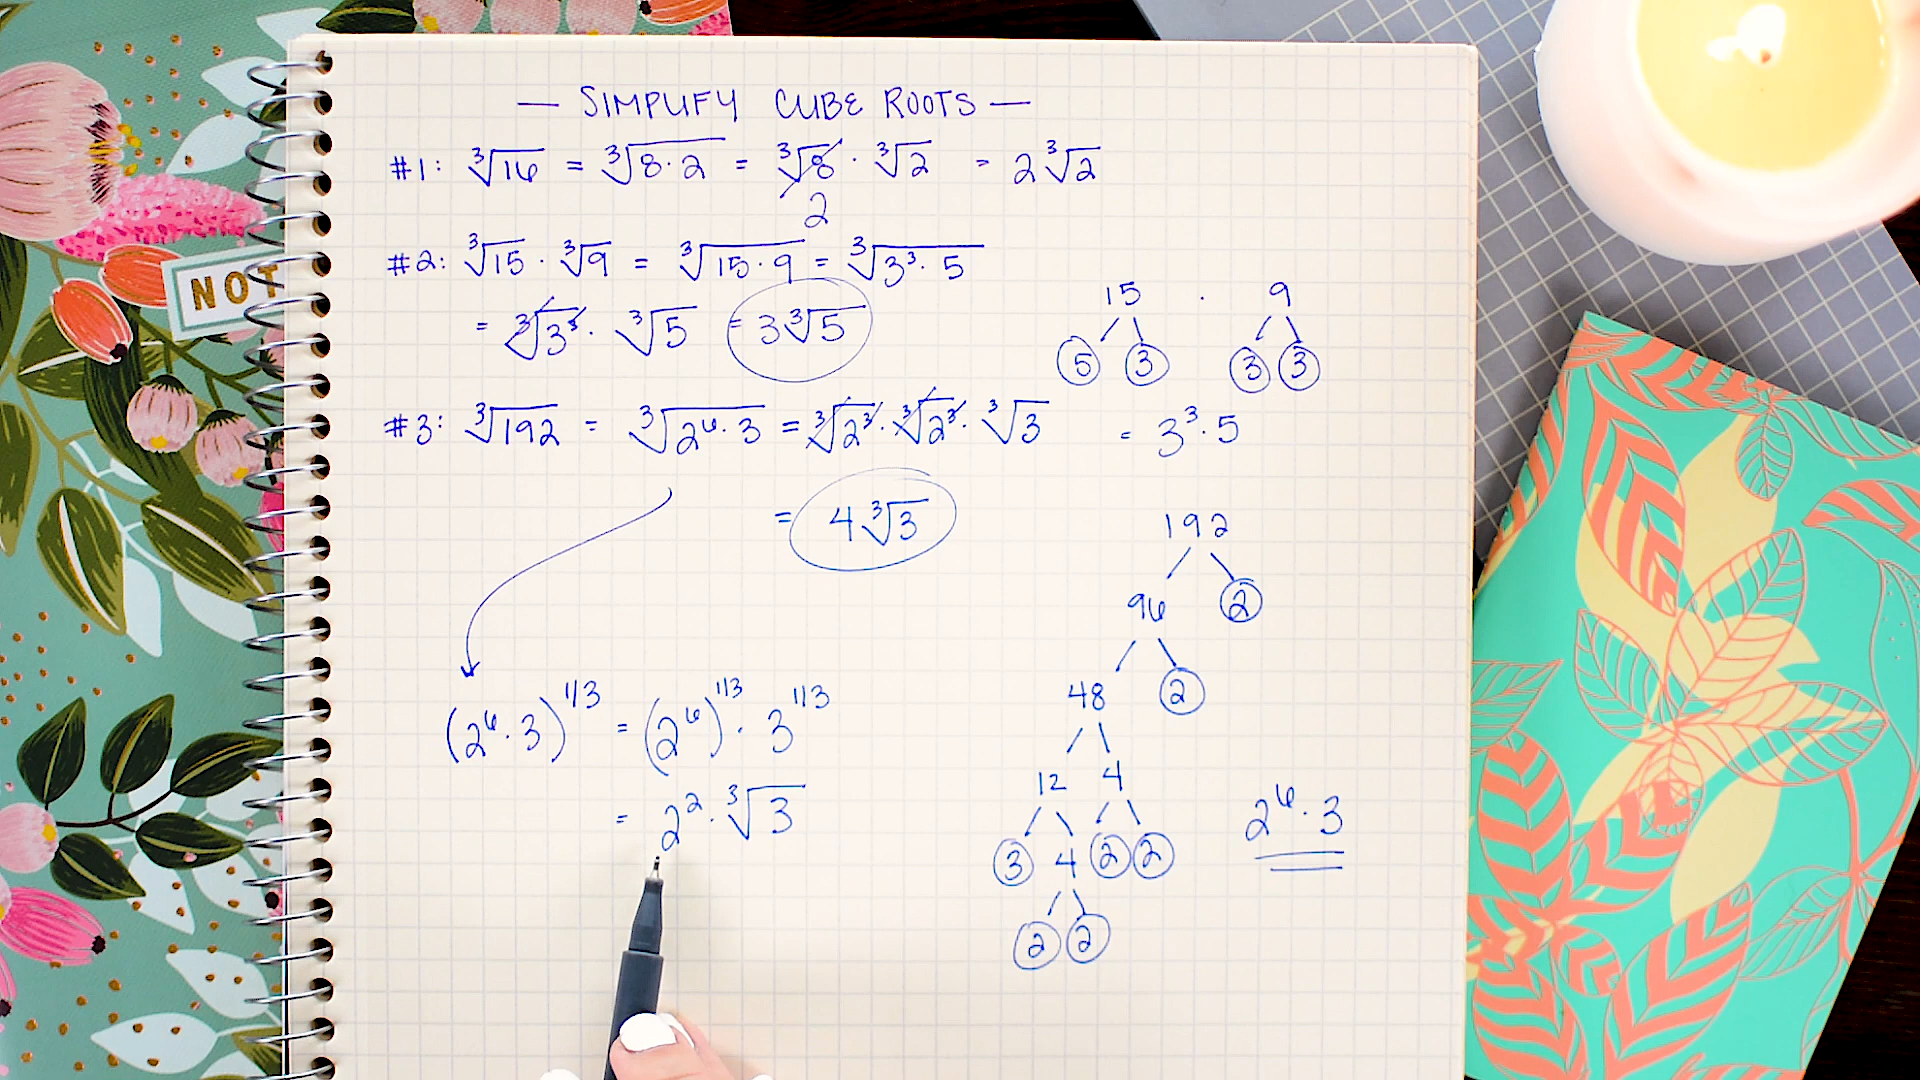 — SIMPLIFY CUBE ROOTS —
#1: ∛16 = ∛8·2 = ∛8 · ∛2 = 2∛2
2
#2: ∛15 · ∛9 = ∛15·9 = ∛3³·5
= ∛3³ · ∛5 = 3∛5
15 · 9
5 3 3 3
= 3³·5
#3: ∛192 = ∛2⁶·3 = ∛2³ · ∛2³ · ∛3
= 4∛3
192
96 2
48 2
12 4
3 4 2 2
2 2
2⁶·3
(2⁶·3)^1/3 = (2⁶)^1/3 · 3^1/3
= 2² · ∛3
NOT